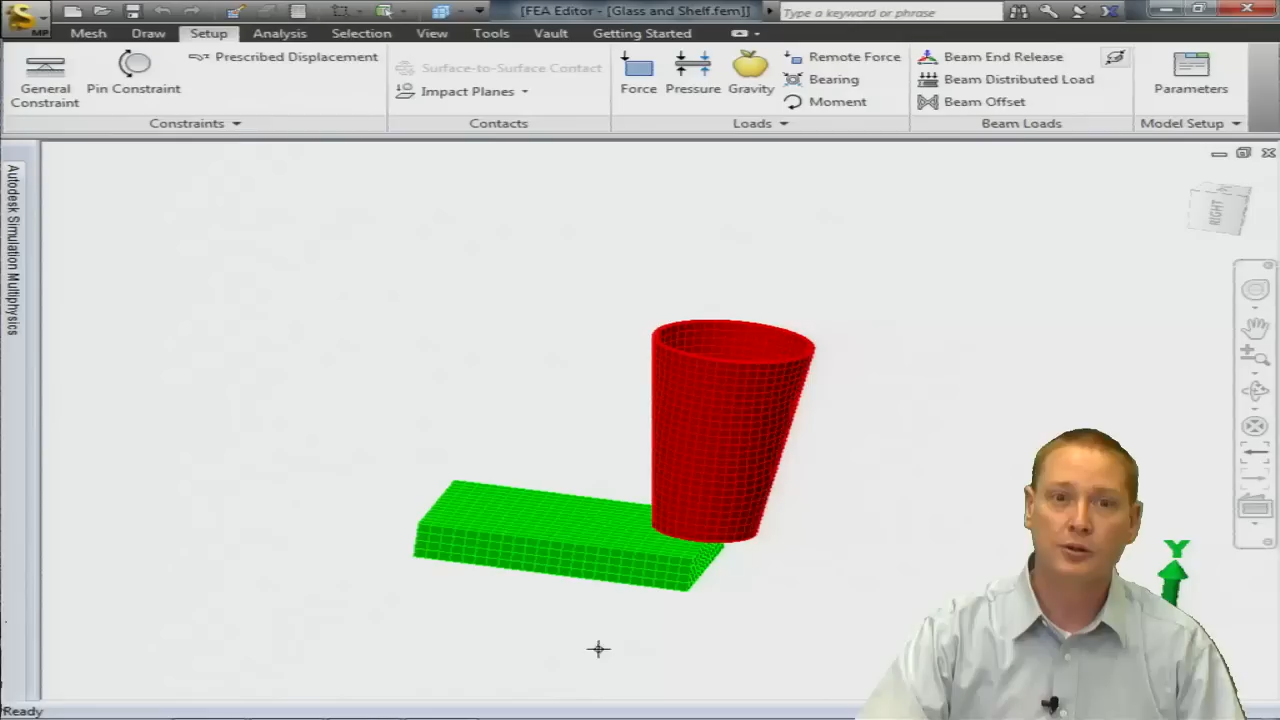 [FEA Editor - [Glass and Shelf.fem]]
Type a keyword or phrase
MP
Mesh Draw Setup Analysis Selection View Tools Vault Getting Started
General Constraint
Pin Constraint
Prescribed Displacement
Constraints
Surface-to-Surface Contact
Impact Planes
Contacts
Force
Pressure
Gravity
Remote Force
Bearing
Moment
Loads
Beam End Release
Beam Distributed Load
Beam Offset
Beam Loads
Parameters
Model Setup
Autodesk Simulation Multiphysics
RIGHT
Y
Ready